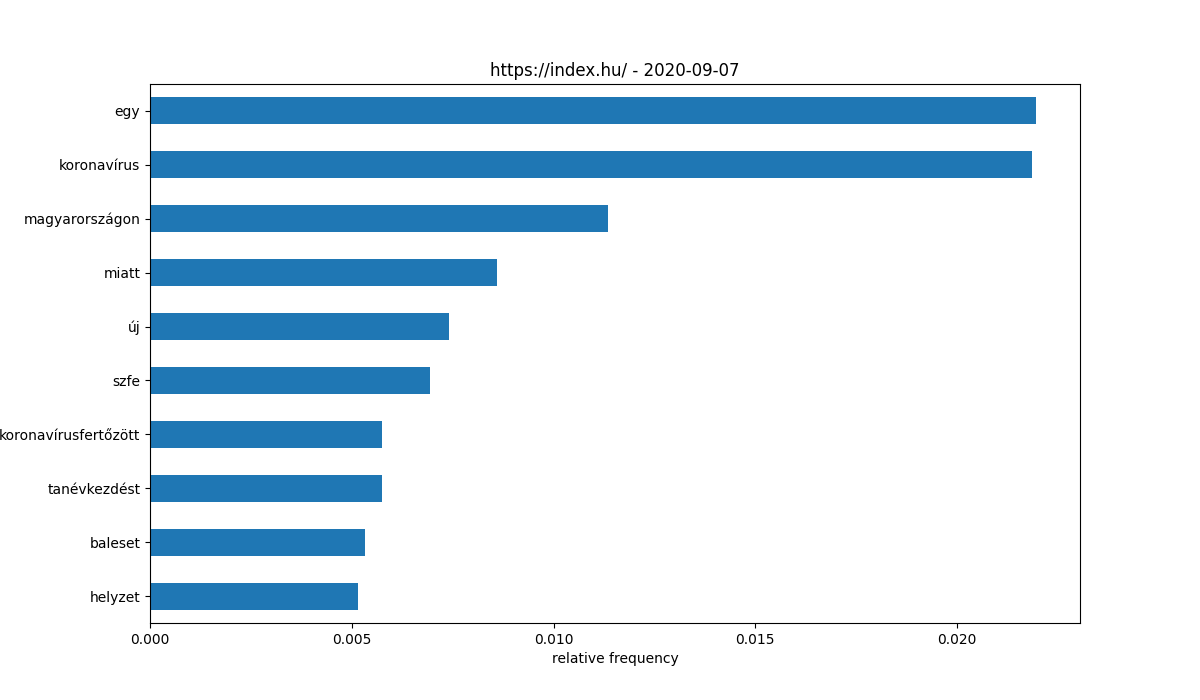 https://index.hu/ - 2020-09-07
egy
koronavírus
magyarországon
miatt
új
szfe
koronavírusfertőzött
tanévkezdést
baleset
helyzet
0.000 0.005 0.010 0.015 0.020
relative frequency